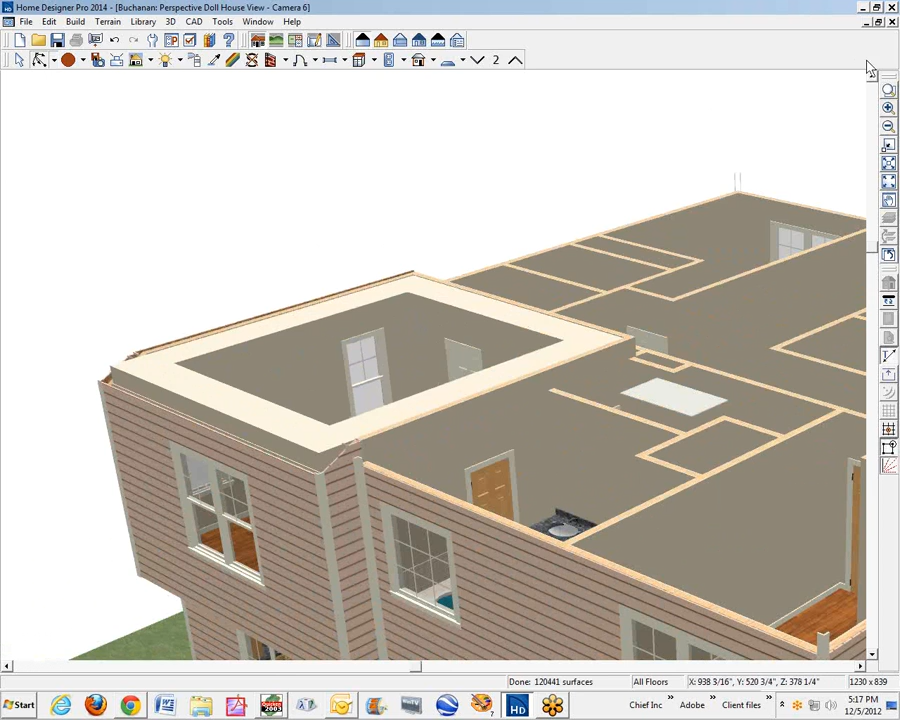 Home Designer Pro 2014 - [Buchanan: Perspective Doll House View - Camera 6]
File Edit Build Terrain Library 3D CAD Tools Window Help
2
Done: 120441 surfaces All Floors X: 938 3/16", Y: 520 3/4", Z: 378 1/4" 1230 x 839
Start Chief Inc » Adobe » Client files » 5:17 PM
12/5/2012